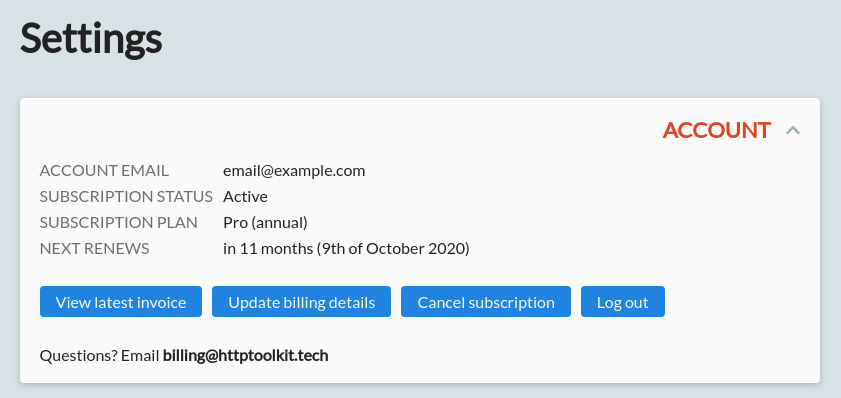 Settings
ACCOUNT
ACCOUNT EMAIL email@example.com
SUBSCRIPTION STATUS Active
SUBSCRIPTION PLAN Pro (annual)
NEXT RENEWS in 11 months (9th of October 2020)
View latest invoice Update billing details Cancel subscription Log out
Questions? Email billing@httptoolkit.tech